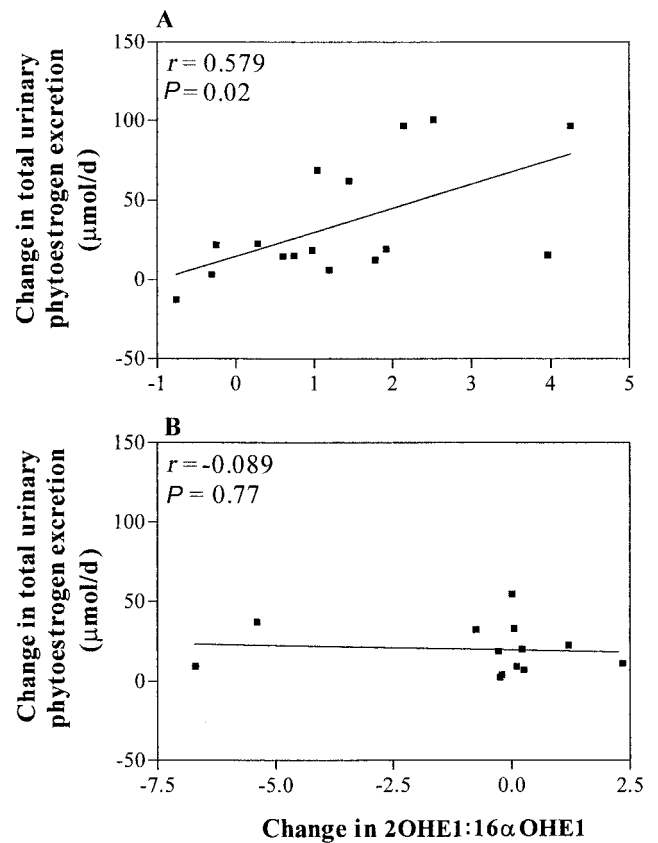 A
Change in total urinary
phytoestrogen excretion
(μmol/d)
150
100
50
0
-50
r = 0.579
P = 0.02
-1 0 1 2 3 4 5
B
Change in total urinary
phytoestrogen excretion
(μmol/d)
150
100
50
0
-50
r = -0.089
P = 0.77
-7.5 -5.0 -2.5 0.0 2.5
Change in 2OHE1:16αOHE1